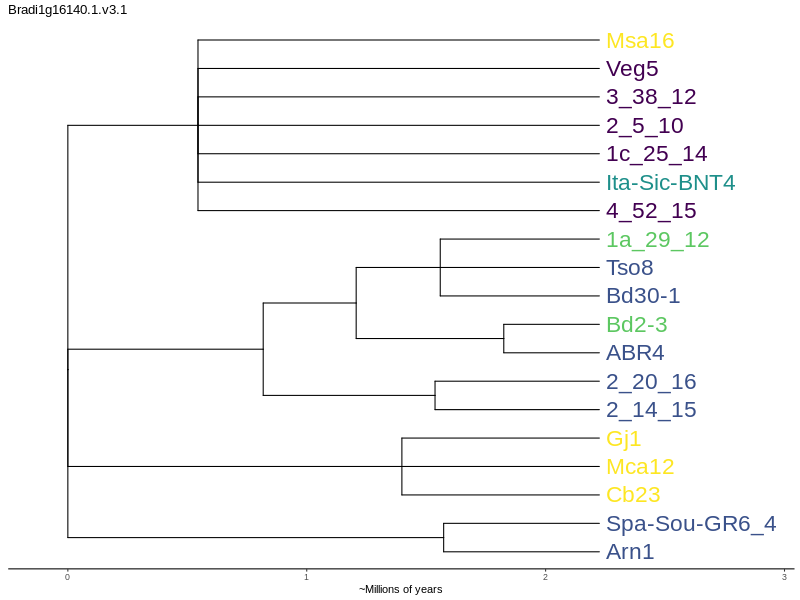 Bradi1g16140.1.v3.1
Msa16
Veg5
3_38_12
2_5_10
1c_25_14
Ita-Sic-BNT4
4_52_15
1a_29_12
Tso8
Bd30-1
Bd2-3
ABR4
2_20_16
2_14_15
Gj1
Mca12
Cb23
Spa-Sou-GR6_4
Arn1
0 1 2 3
~Millions of years